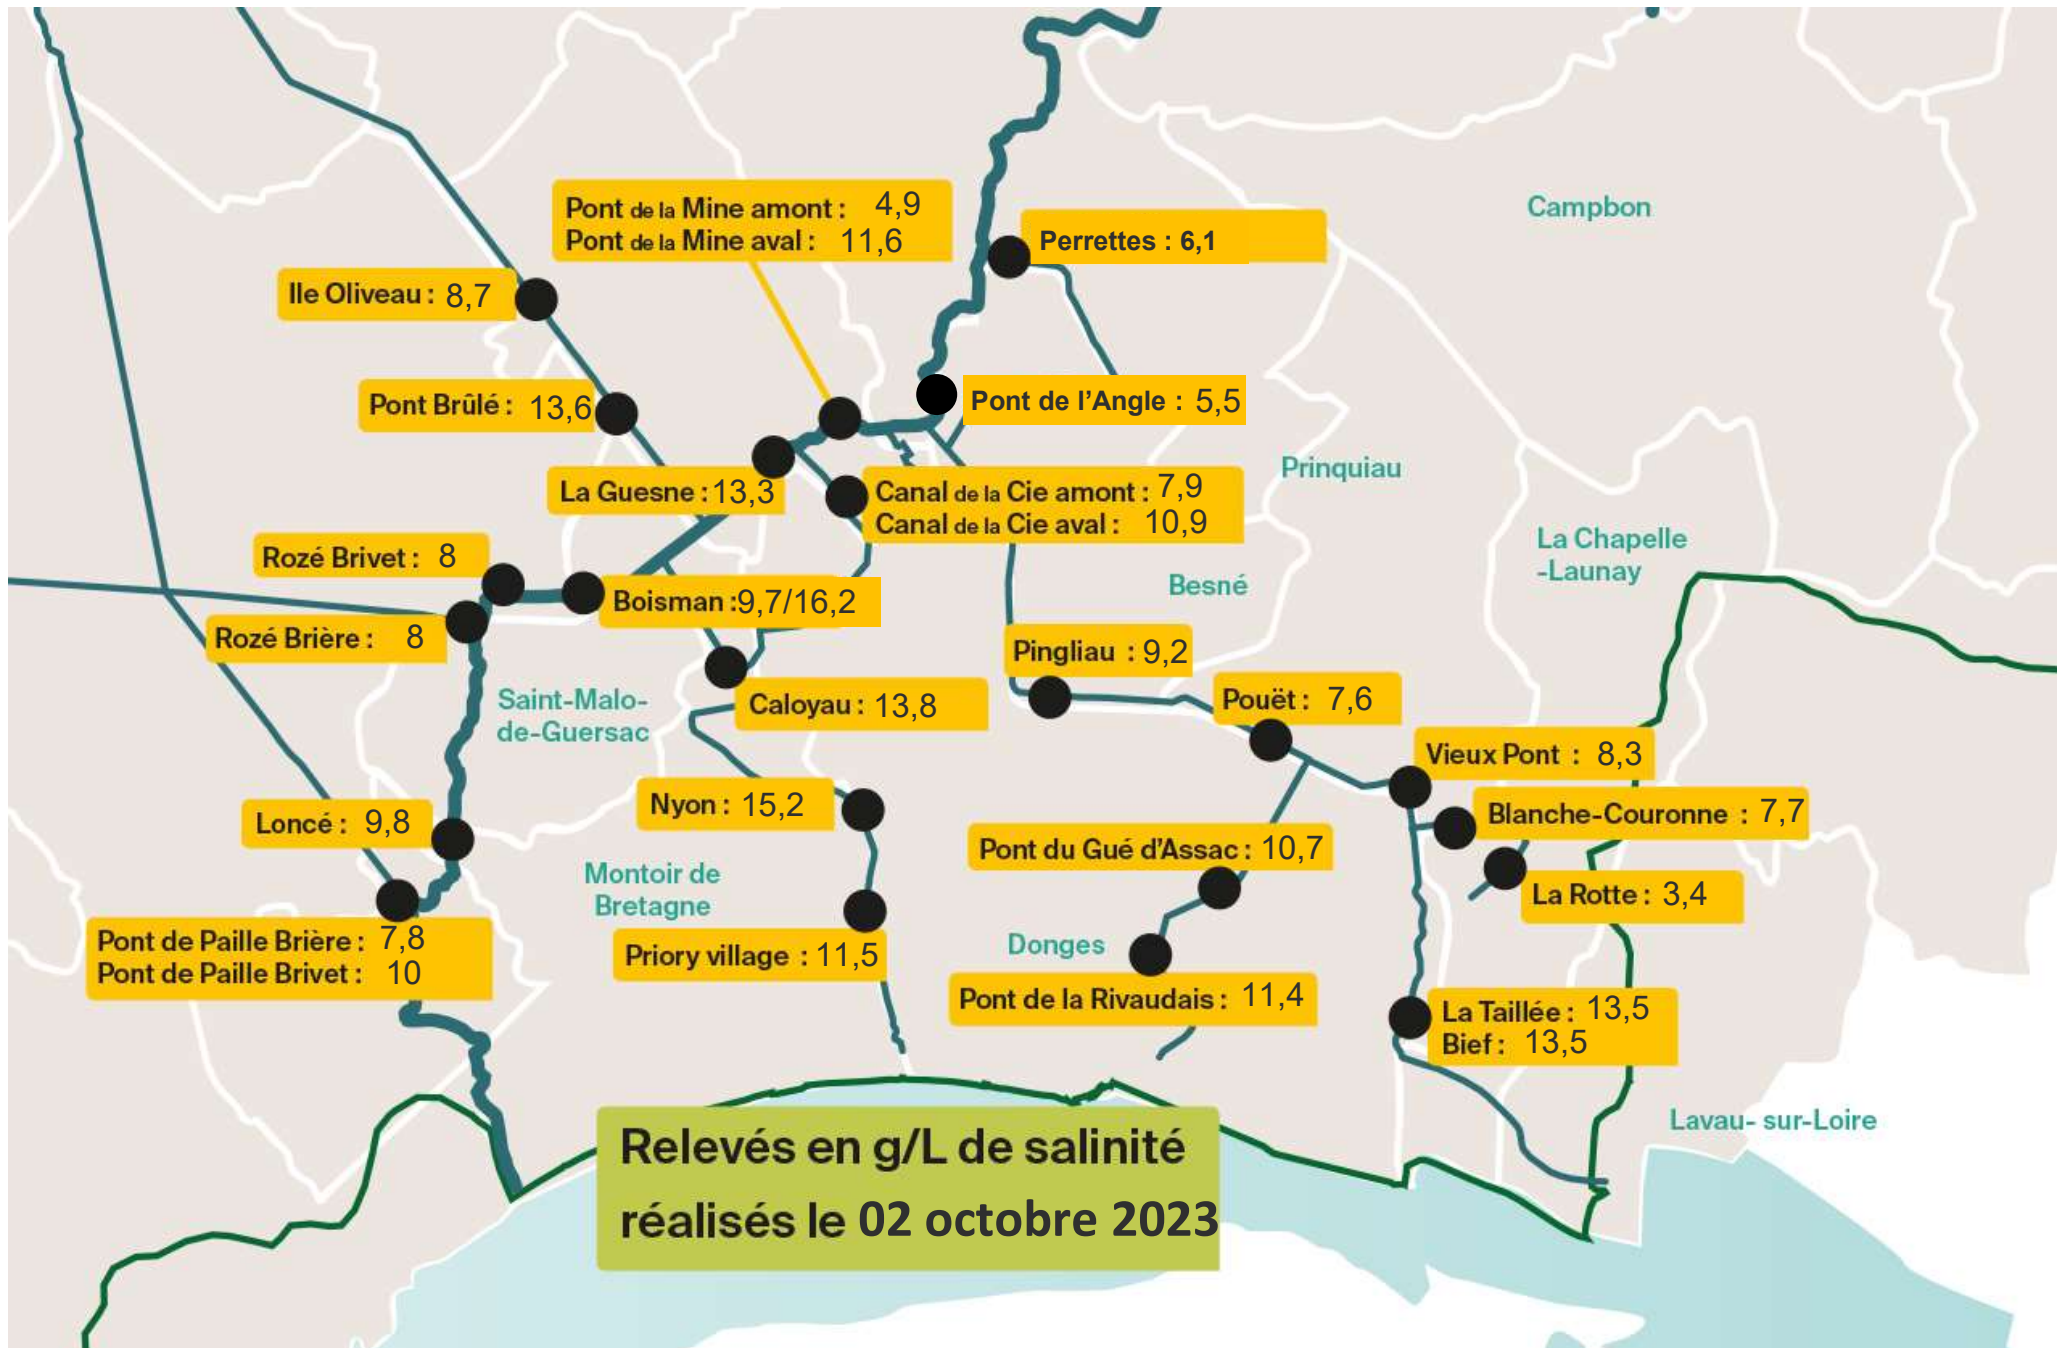 Campbon
Pont de la Mine amont : 4,9
Pont de la Mine aval : 11,6
Perrettes : 6,1
Ile Oliveau : 8,7
Pont Brûlé : 13,6
Pont de l'Angle : 5,5
Prinquiau
La Guesne : 13,3
Canal de la Cie amont : 7,9
Canal de la Cie aval : 10,9
La Chapelle
-Launay
Rozé Brivet : 8
Besné
Boisman :9,7/16,2
Rozé Brière : 8
Pingliau : 9,2
Saint-Malo-
de-Guersac
Caloyau : 13,8
Pouët : 7,6
Vieux Pont : 8,3
Nyon : 15,2
Blanche-Couronne : 7,7
Loncé : 9,8
Pont du Gué d'Assac : 10,7
Montoir de
Bretagne
La Rotte : 3,4
Pont de Paille Brière : 7,8
Pont de Paille Brivet : 10
Priory village : 11,5
Donges
Pont de la Rivaudais : 11,4
La Taillée : 13,5
Bief : 13,5
Lavau- sur-Loire
Relevés en g/L de salinité
réalisés le 02 octobre 2023